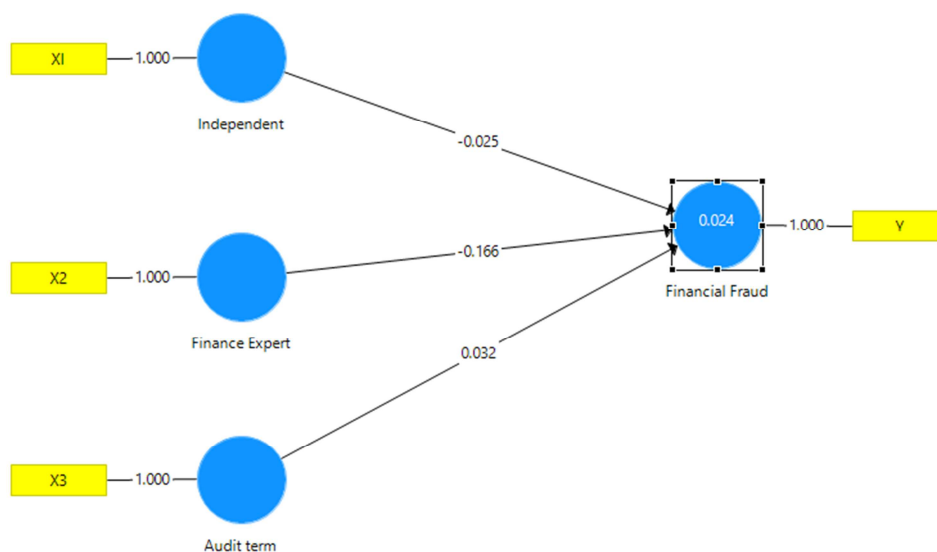 XI
1.000
Independent
-0.025
0.024
1.000
Y
Financial Fraud
X2
1.000
-0.166
Finance Expert
0.032
X3
1.000
Audit term